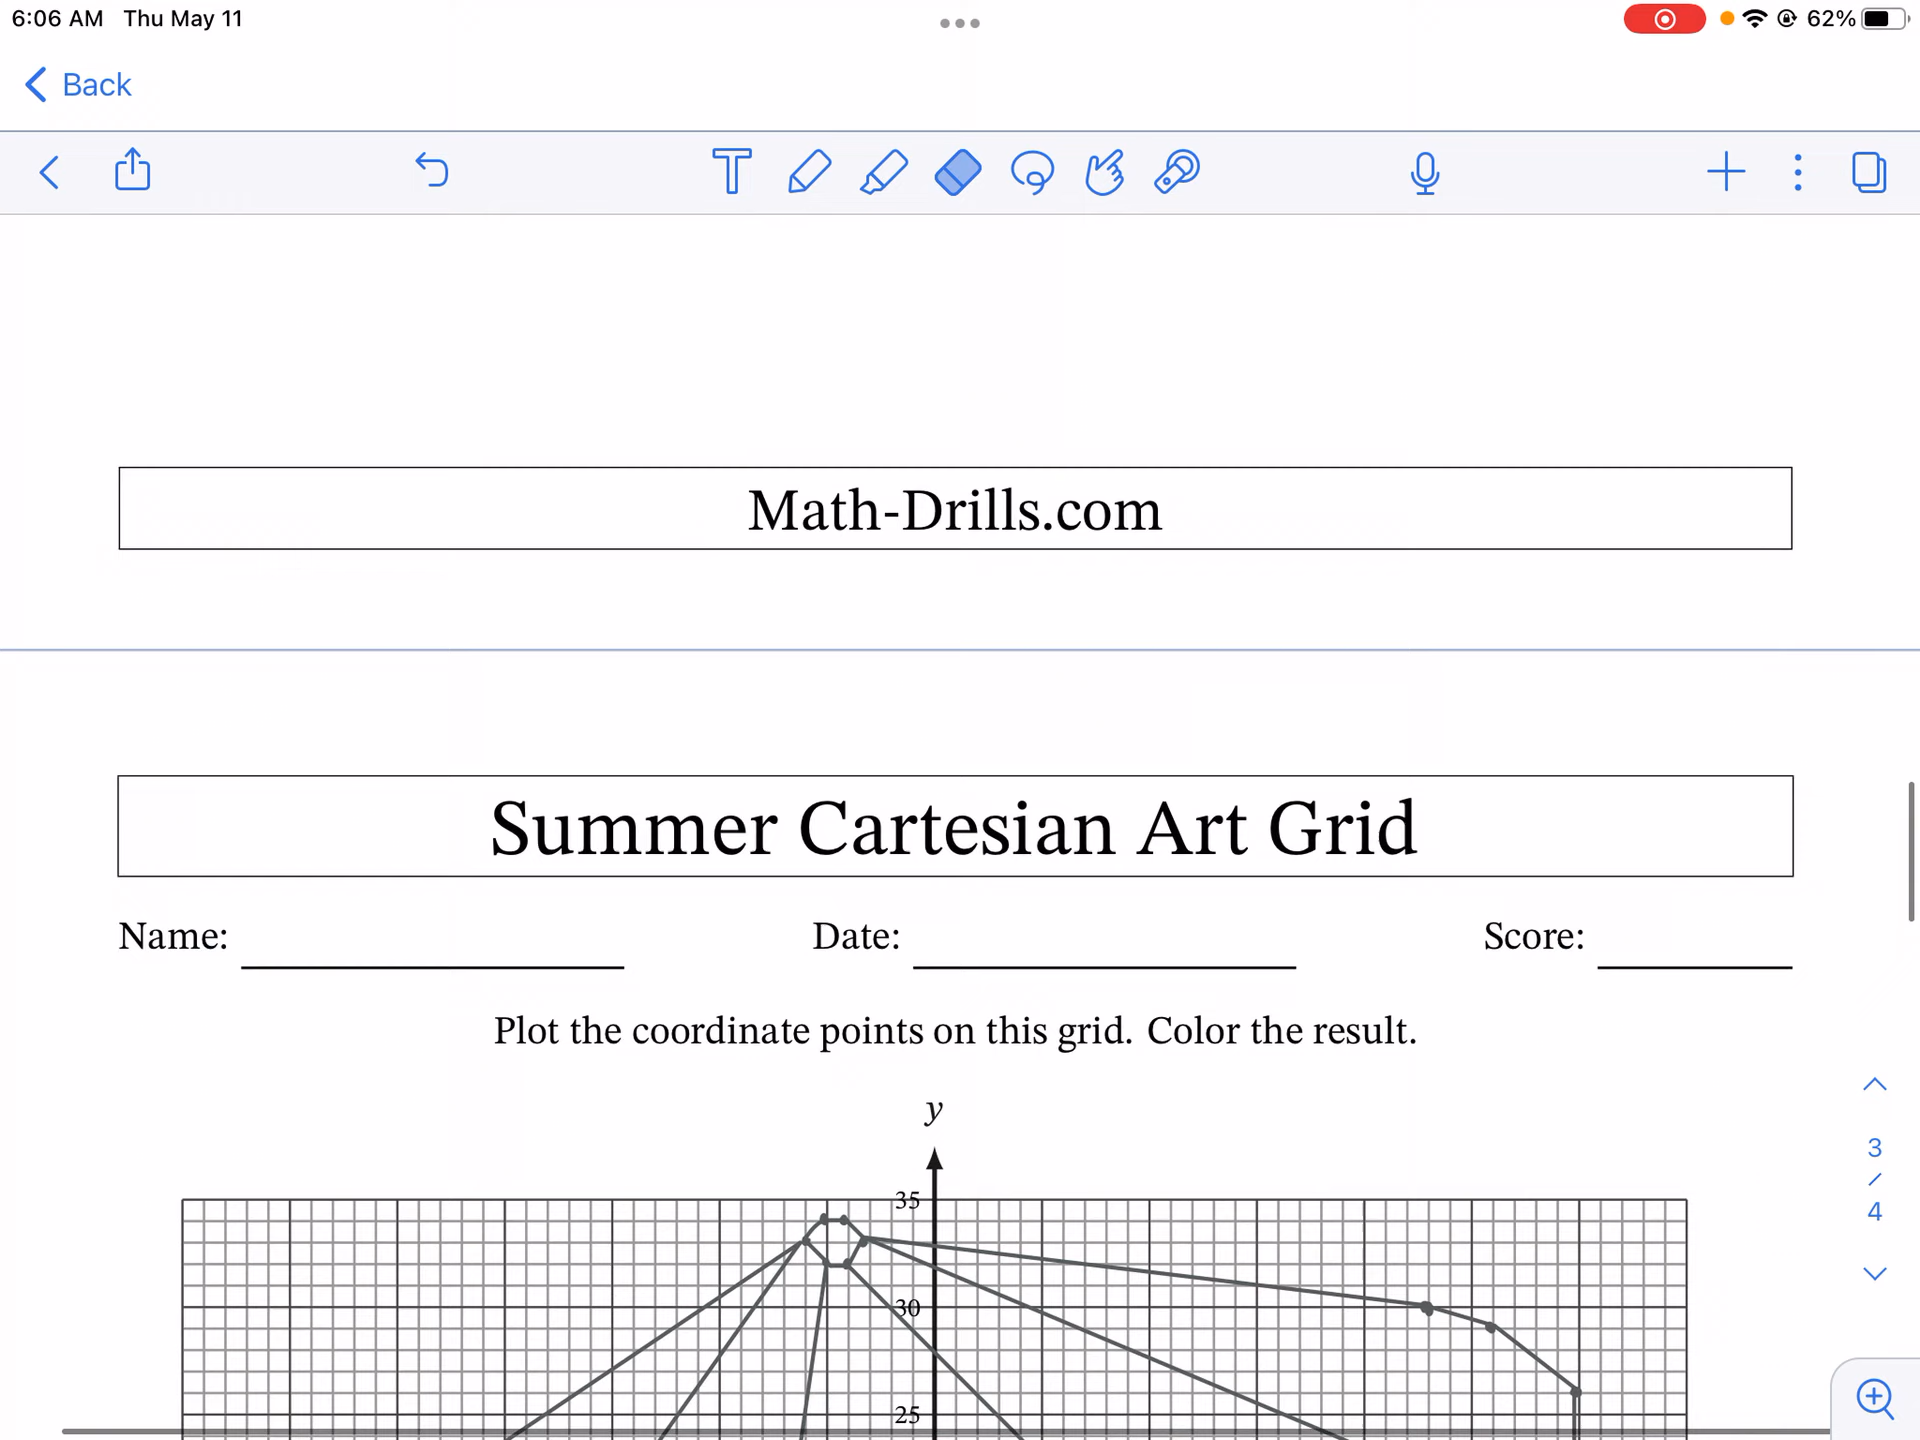 6:06 AM Thu May 11
62%
Back
Math-Drills.com
Summer Cartesian Art Grid
Name: Date: Score:
Plot the coordinate points on this grid. Color the result.
y
3
/
4
35
30
25